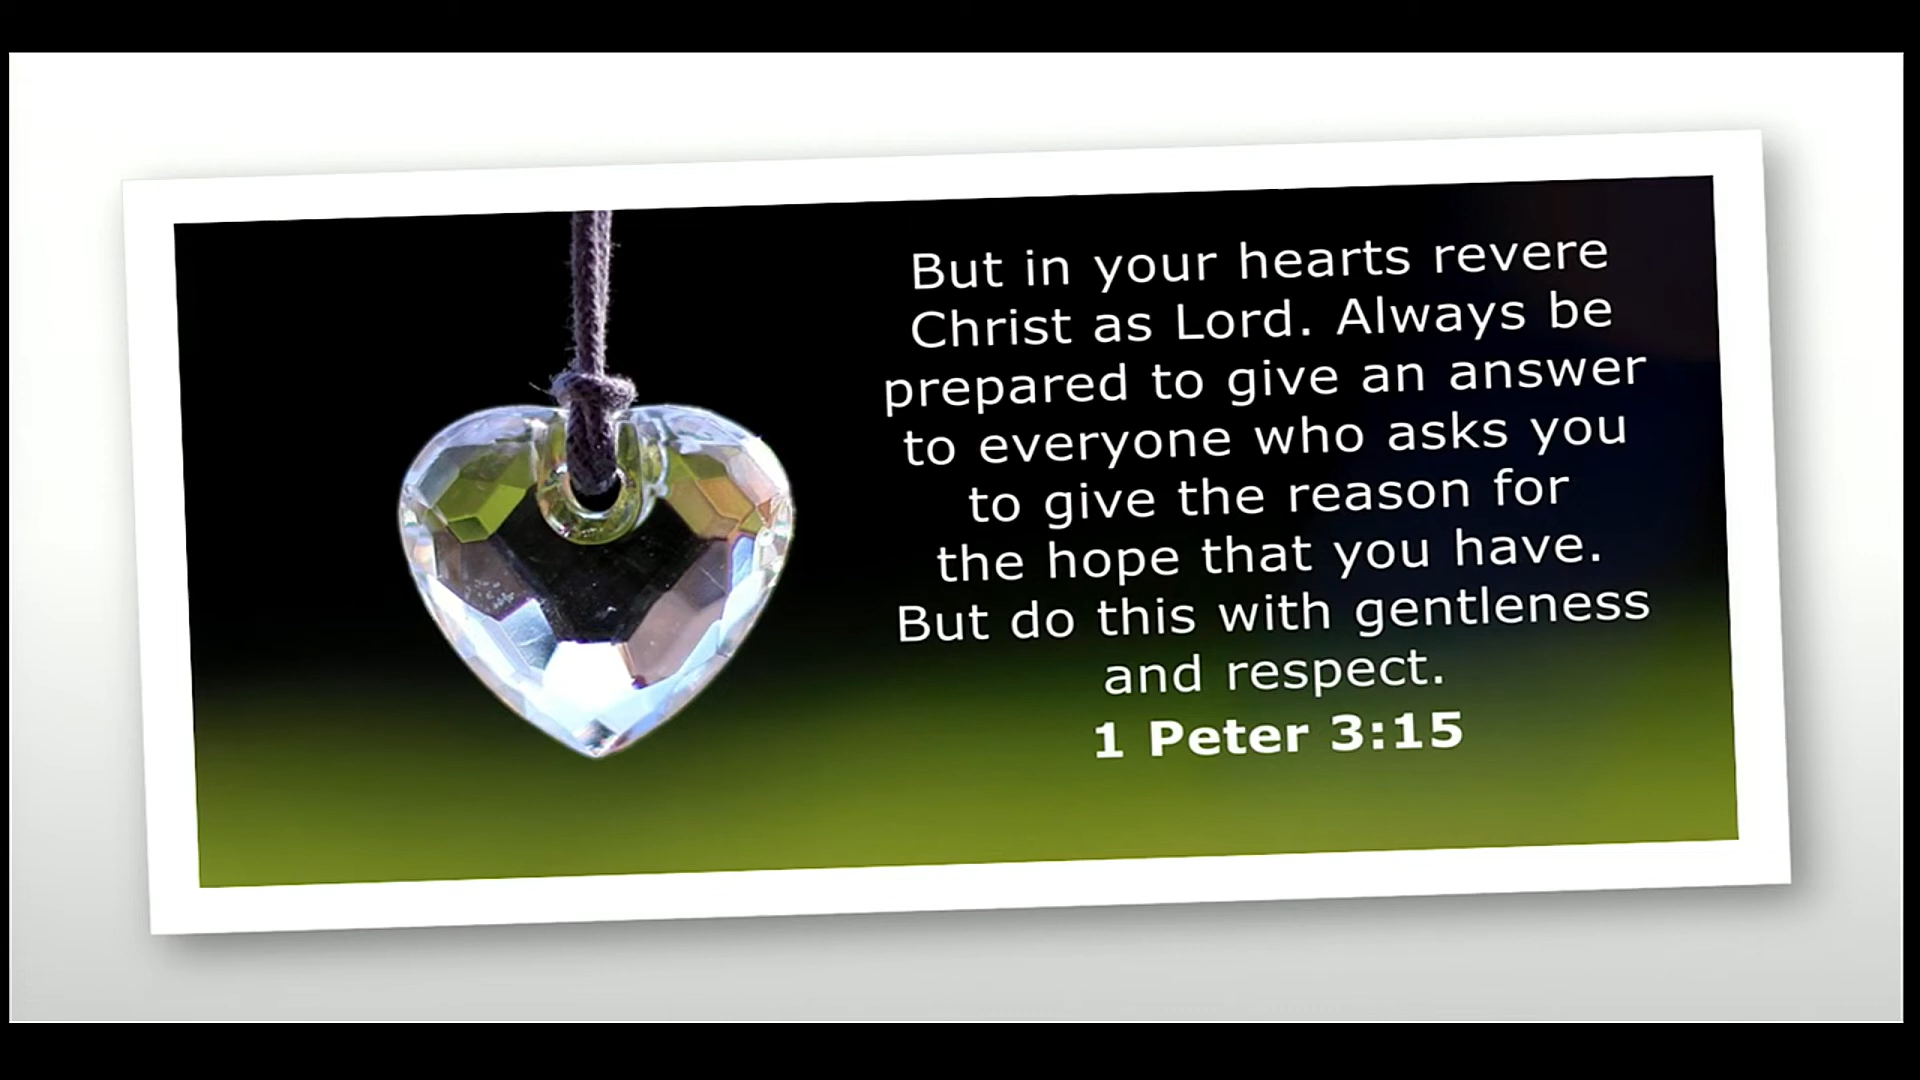 But in your hearts revere
Christ as Lord. Always be
prepared to give an answer
to everyone who asks you
to give the reason for
the hope that you have.
But do this with gentleness
and respect.
1 Peter 3:15